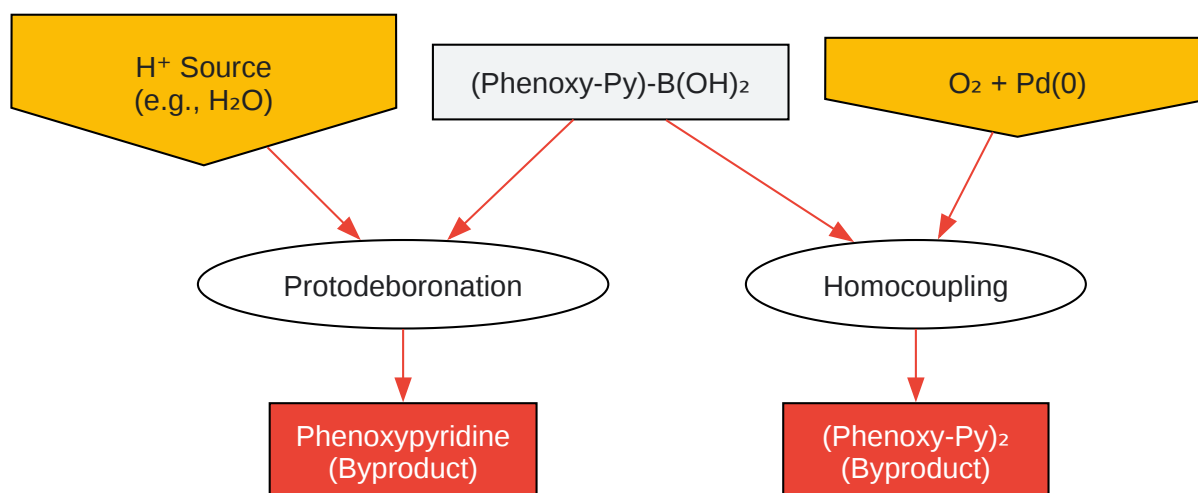 H⁺ Source
(e.g., H₂O)
(Phenoxy-Py)-B(OH)₂
O₂ + Pd(0)
Protodeboronation
Homocoupling
Phenoxypyridine
(Byproduct)
(Phenoxy-Py)₂
(Byproduct)